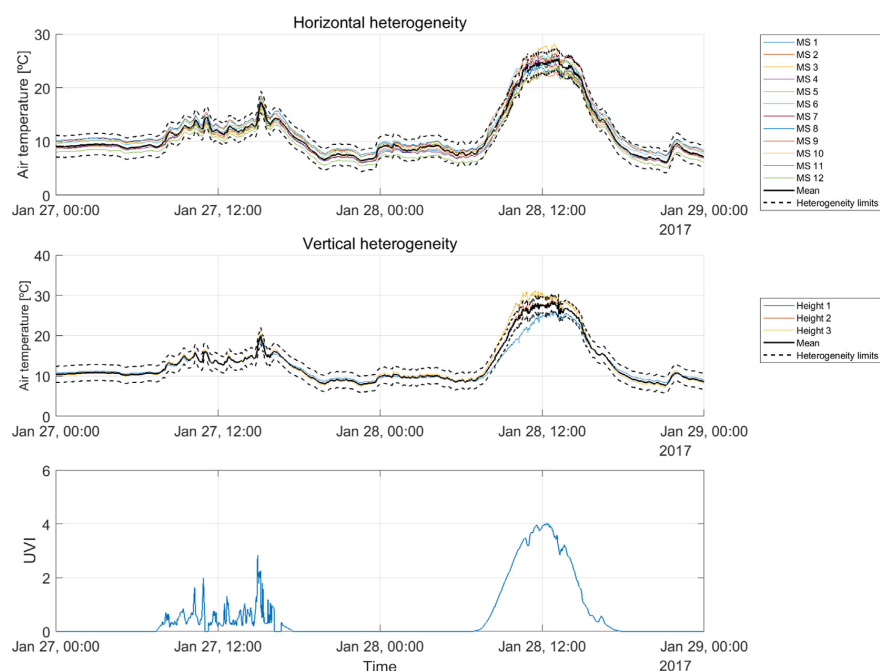 Horizontal heterogeneity
Air temperature [ºC]
30
20
10
0
Jan 27, 00:00
Jan 27, 12:00
Jan 28, 00:00
Jan 28, 12:00
Jan 29, 00:00
2017
MS 1
MS 2
MS 3
MS 4
MS 5
MS 6
MS 7
MS 8
MS 9
MS 10
MS 11
MS 12
Mean
Heterogeneity limits
Vertical heterogeneity
Air temperature [ºC]
40
30
20
10
0
Jan 27, 00:00
Jan 27, 12:00
Jan 28, 00:00
Jan 28, 12:00
Jan 29, 00:00
2017
Height 1
Height 2
Height 3
Mean
Heterogeneity limits
UVI
6
4
2
0
Jan 27, 00:00
Jan 27, 12:00
Jan 28, 00:00
Jan 28, 12:00
Jan 29, 00:00
Time
2017